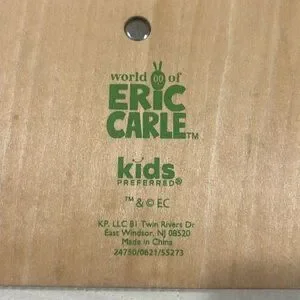 world of
ERIC
CARLE™
kids
PREFERRED®
™ & © EC
KP, LLC 81 Twin Rivers Dr
East Windsor, NJ 08520
Made in China
24750/0621/55273